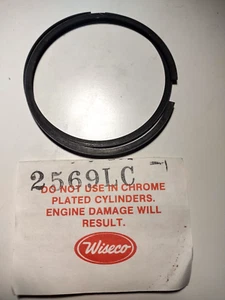 2569LC
DO NOT USE IN CHROME
PLATED CYLINDERS.
ENGINE DAMAGE WILL
RESULT.
Wiseco